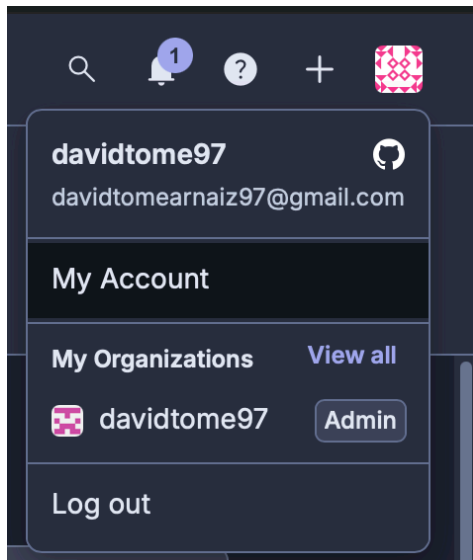 1
?
davidtome97
davidtomearnaiz97@gmail.com
My Account
My Organizations View all
davidtome97 Admin
Log out